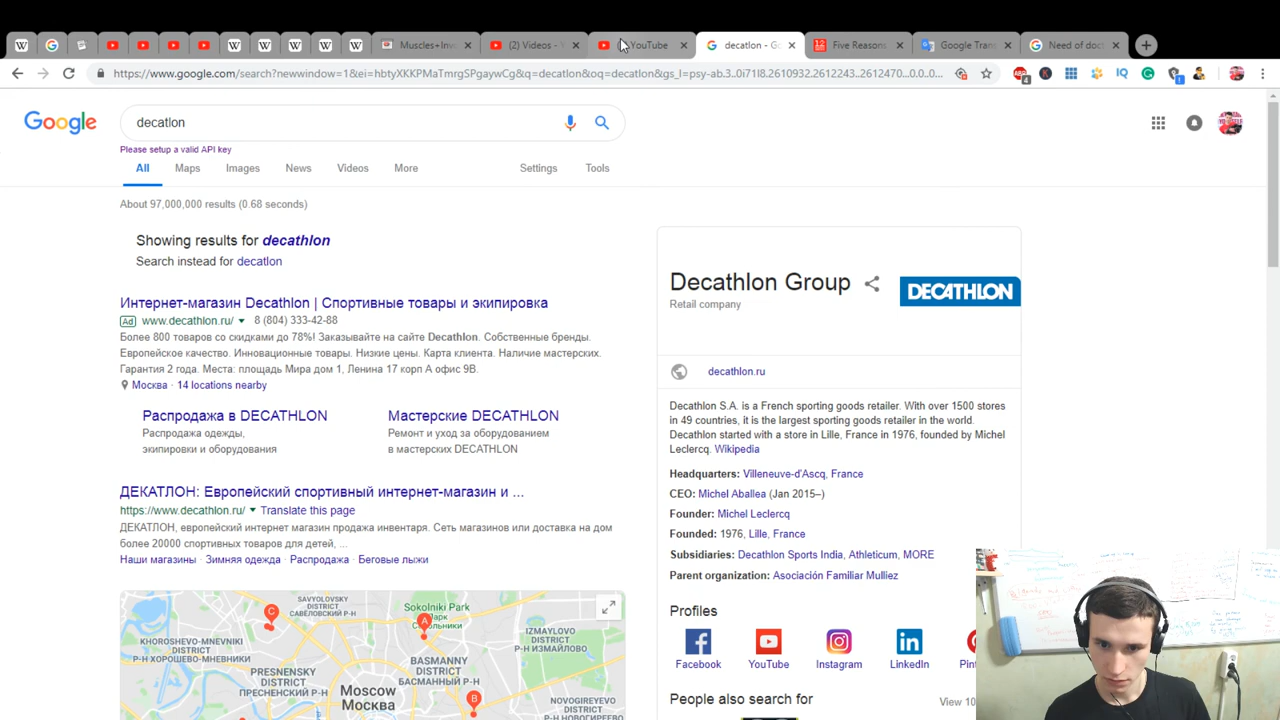 Muscles+Inv
(2) Videos - Y
YouTube
decatlon - Go
Five Reasons
Google Trans
Need of doc
https://www.google.com/search?newwindow=1&ei=hbtyXKKPMaTmrgSPgaywCg&q=decatlon&oq=decatlon&gs_l=psy-ab.3..0i71l8.2610932.2612243..2612470...0.0..0...
Google
decatlon
Please setup a valid API key
All
Maps
Images
News
Videos
More
Settings
Tools
About 97,000,000 results (0.68 seconds)
Showing results for decathlon
Search instead for decatlon
Интернет-магазин Decathlon | Спортивные товары и экипировка
Ad www.decathlon.ru/ 8 (804) 333-42-88
Более 800 товаров со скидками до 78%! Заказывайте на сайте Decathlon. Собственные бренды.
Европейское качество. Инновационные товары. Низкие цены. Карта клиента. Наличие мастерских.
Гарантия 2 года. Места: площадь Мира дом 1, Ленина 17 корп А офис 9В.
Москва · 14 locations nearby
Распродажа в DECATHLON
Распродажа одежды,
экипировки и оборудования
Мастерские DECATHLON
Ремонт и уход за оборудованием
в мастерских DECATHLON
ДЕКАТЛОН: Европейский спортивный интернет-магазин и ...
https://www.decathlon.ru/ Translate this page
ДЕКАТЛОН, европейский интернет магазин продажа инвентаря. Сеть магазинов или доставка на дом
более 20000 спортивных товаров для детей, ...
Наши магазины · Зимняя одежда · Распродажа · Беговые лыжи
SAVYOLOVSKY
DISTRICT
САВЁЛОВСКИЙ
Р-Н
Sokolniki Park
Парк
KHOROSHEVO-MNEVNIKI
DISTRICT
Р-Н ХОРОШЕВО-МНЕВНИКИ
IZMAILOVO
DISTRICT
Р-Н ИЗМАЙЛОВО
PRESNENSKY
DISTRICT
ПРЕСНЕНСКИЙ
Р-Н
BASMANNY
DISTRICT
БАСМАННЫЙ Р-Н
Moscow
Москва
NOVOGIREYEVO
DISTRICT
C
A
B
Decathlon Group
Retail company
DECATHLON
decathlon.ru
Decathlon S.A. is a French sporting goods retailer. With over 1500 stores
in 49 countries, it is the largest sporting goods retailer in the world.
Decathlon started with a store in Lille, France in 1976, founded by Michel
Leclercq. Wikipedia
Headquarters: Villeneuve-d'Ascq, France
CEO: Michel Aballea (Jan 2015–)
Founder: Michel Leclercq
Founded: 1976, Lille, France
Subsidiaries: Decathlon Sports India, Athleticum, MORE
Parent organization: Asociación Familiar Mulliez
Profiles
Facebook
YouTube
Instagram
LinkedIn
People also search for
View 10